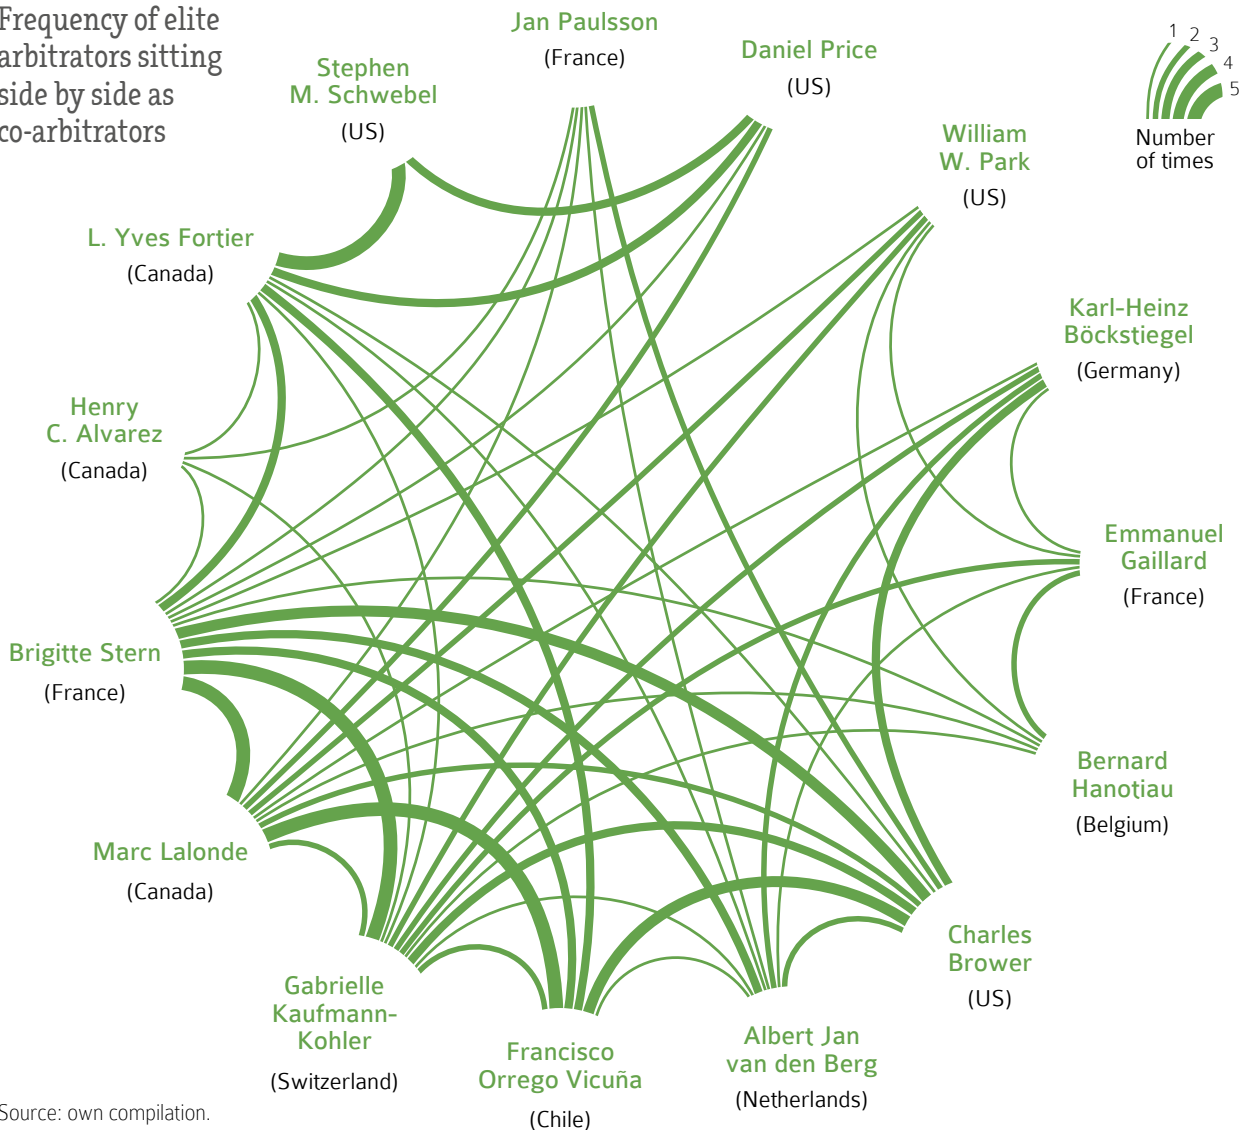 Frequency of elite
arbitrators sitting
side by side as
co-arbitrators
Jan Paulsson
(France)
Daniel Price
(US)
Stephen
M. Schwebel
(US)
1 2 3 4 5
Number
of times
William
W. Park
(US)
L. Yves Fortier
(Canada)
Karl-Heinz
Böckstiegel
(Germany)
Henry
C. Alvarez
(Canada)
Emmanuel
Gaillard
(France)
Brigitte Stern
(France)
Bernard
Hanotiau
(Belgium)
Marc Lalonde
(Canada)
Charles
Brower
(US)
Gabrielle
Kaufmann-
Kohler
(Switzerland)
Francisco
Orrego Vicuña
(Chile)
Albert Jan
van den Berg
(Netherlands)
Source: own compilation.